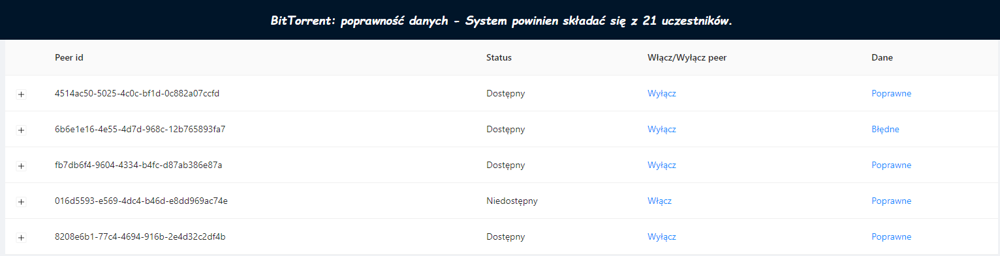 BitTorrent: poprawność danych - System powinien składać się z 21 uczestników.
Peer id Status Włącz/Wyłącz peer Dane
4514ac50-5025-4c0c-bf1d-0c882a07ccfd Dostępny Wyłącz Poprawne
6b6e1e16-4e55-4d7d-968c-12b765893fa7 Dostępny Wyłącz Błędne
fb7db6f4-9604-4334-b4fc-d87ab386e87a Dostępny Wyłącz Poprawne
016d5593-e569-4dc4-b46d-e8dd969ac74e Niedostępny Włącz Poprawne
8208e6b1-77c4-4694-916b-2e4d32c2df4b Dostępny Wyłącz Poprawne